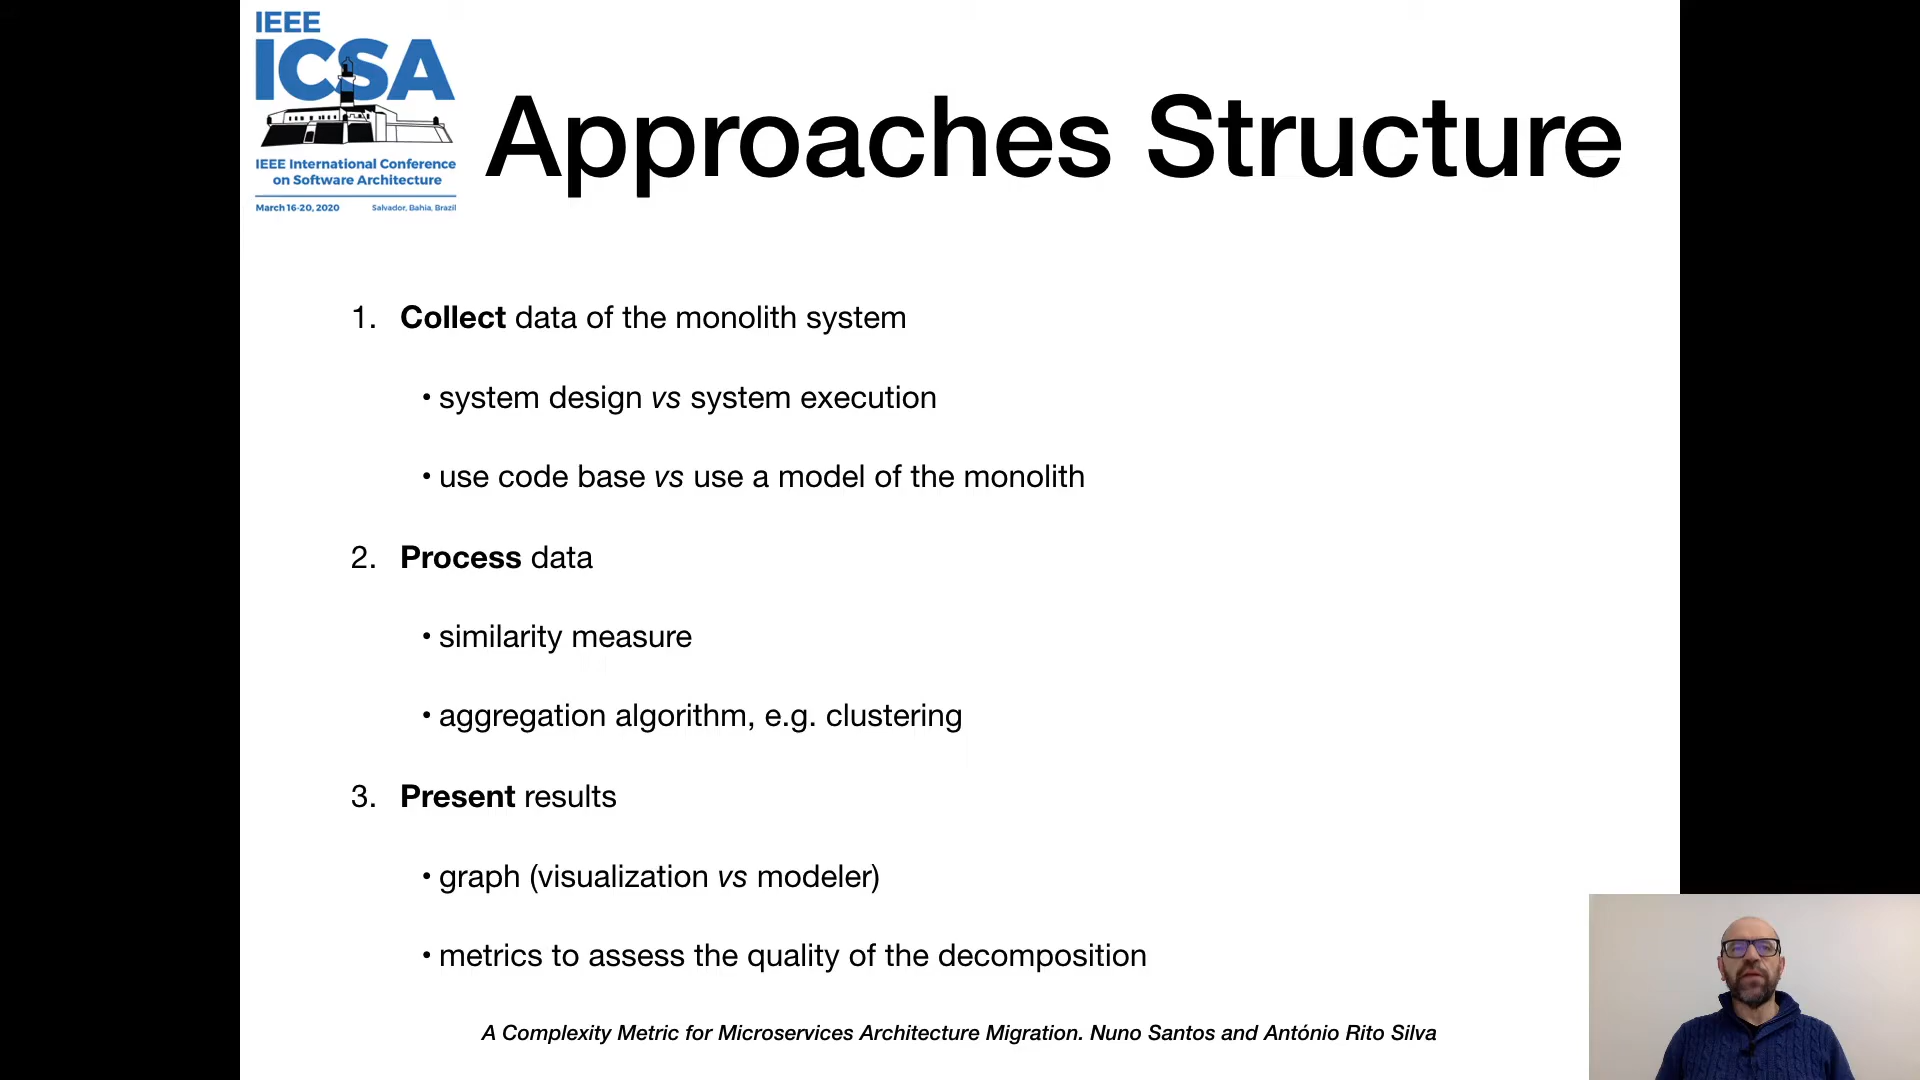 IEEE
ICSA
IEEE International Conference
on Software Architecture
March 16-20, 2020 Salvador, Bahia, Brazil
Approaches Structure
1. Collect data of the monolith system
• system design vs system execution
• use code base vs use a model of the monolith
2. Process data
• similarity measure
• aggregation algorithm, e.g. clustering
3. Present results
• graph (visualization vs modeler)
• metrics to assess the quality of the decomposition
A Complexity Metric for Microservices Architecture Migration. Nuno Santos and António Rito Silva